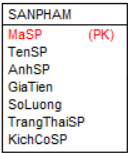 SANPHAM
MaSP (PK)
TenSP
AnhSP
GiaTien
SoLuong
TrangThaiSP
KichCoSP